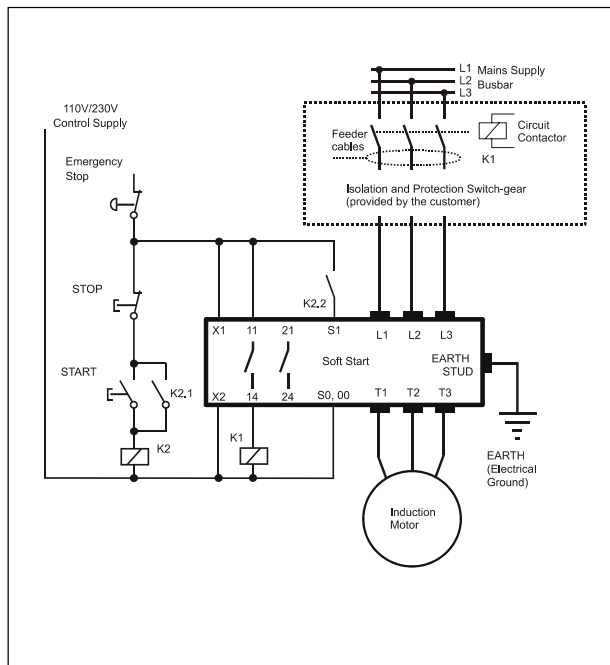 L1 Mains Supply
L2 Busbar
L3
110V/230V
Control Supply
Feeder
cables
Circuit
Contactor
K1
Emergency
Stop
Isolation and Protection Switch-gear
(provided by the customer)
STOP
K2.2
X1 11 21 S1 L1 L2 L3
Soft Start
EARTH
STUD
START
K2.1
X2 14 24 S0, 00 T1 T2 T3
K2
K1
EARTH
(Electrical
Ground)
Induction
Motor